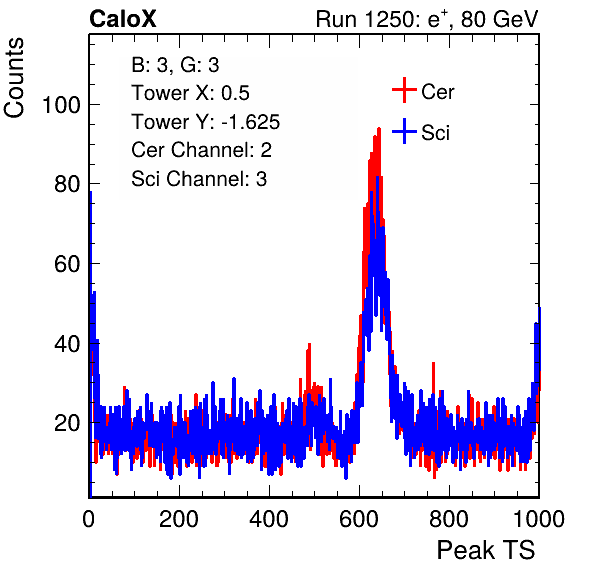 CaloX Run 1250: e⁺, 80 GeV
Counts
B: 3, G: 3
Tower X: 0.5
Tower Y: -1.625
Cer Channel: 2
Sci Channel: 3
Cer
Sci
100
80
60
40
20
0 200 400 600 800 1000
Peak TS